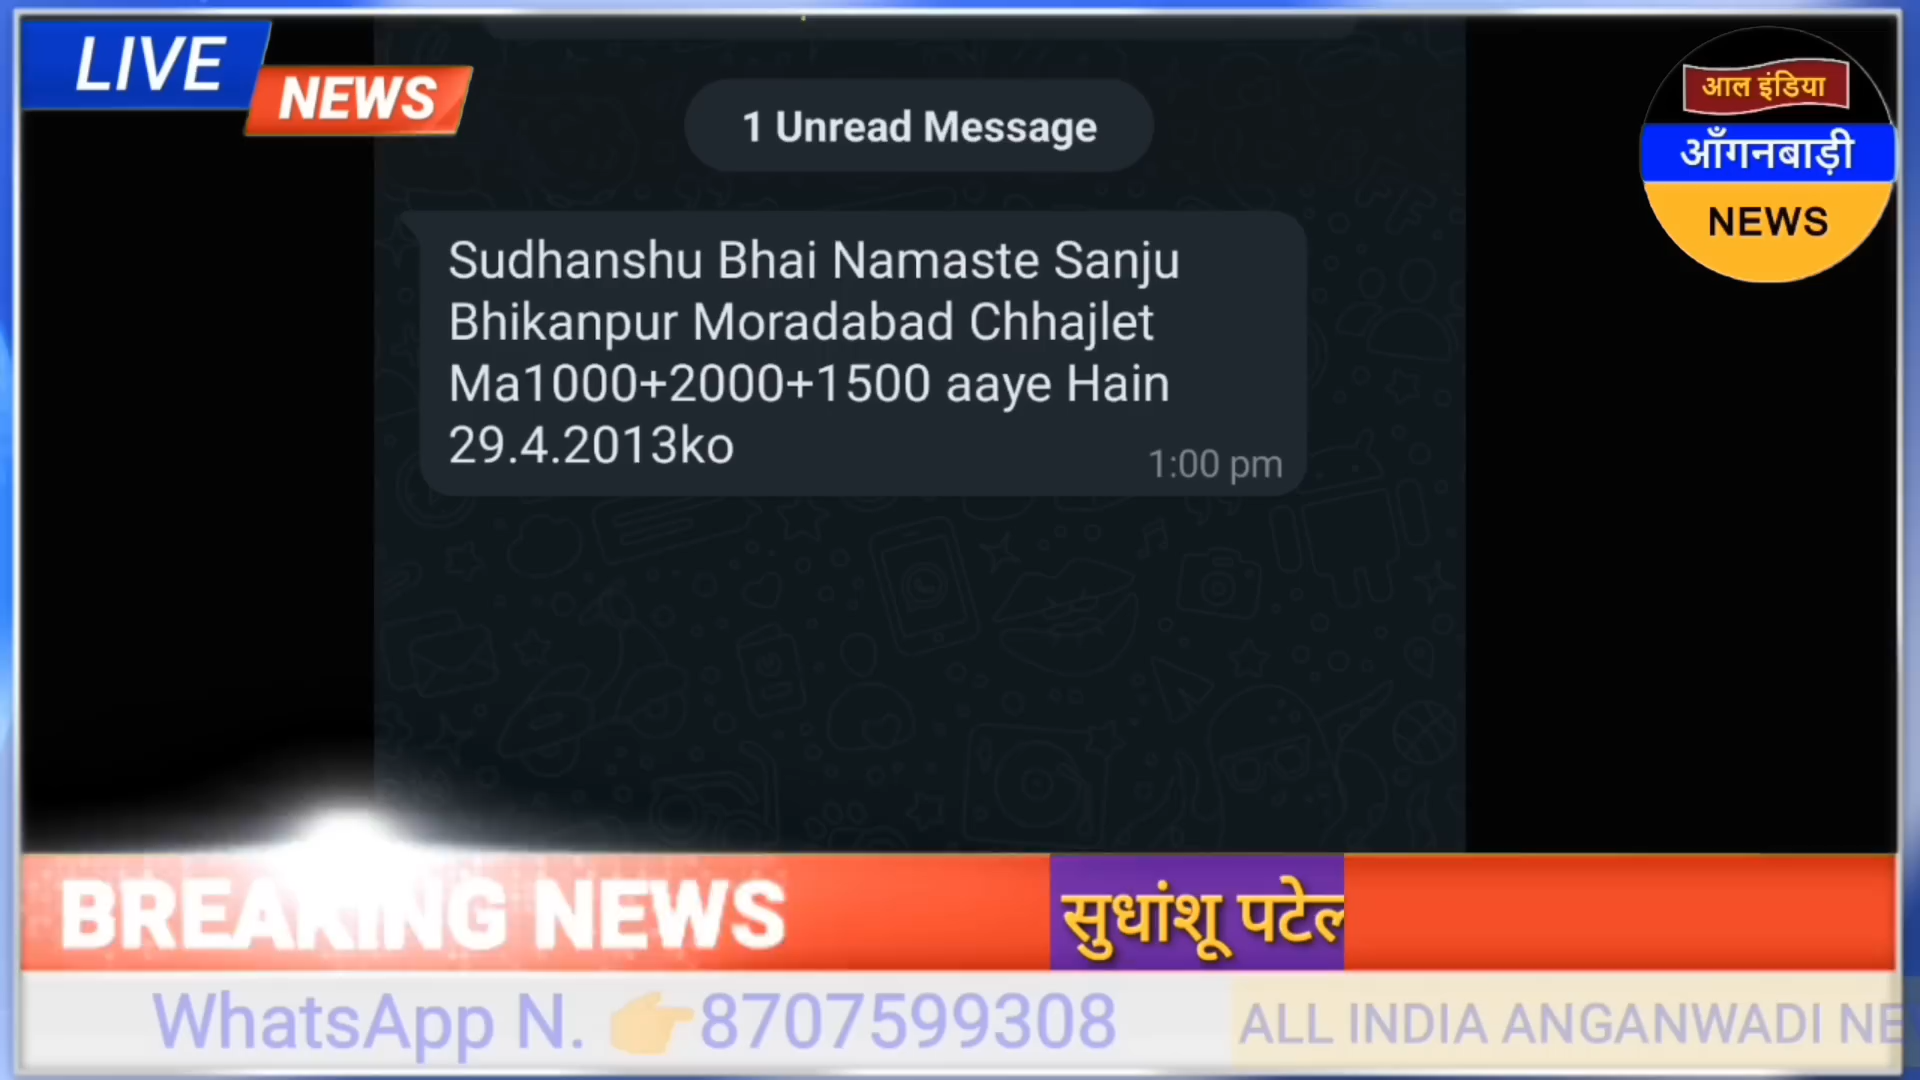 LIVE
NEWS
आल इंडिया
आँगनबाड़ी
NEWS
1 Unread Message
Sudhanshu Bhai Namaste Sanju
Bhikanpur Moradabad Chhajlet
Ma1000+2000+1500 aaye Hain
29.4.2013ko
1:00 pm
BREAKING NEWS
सुधांशू पटेल
WhatsApp N. 👉8707599308
ALL INDIA ANGANWADI NE